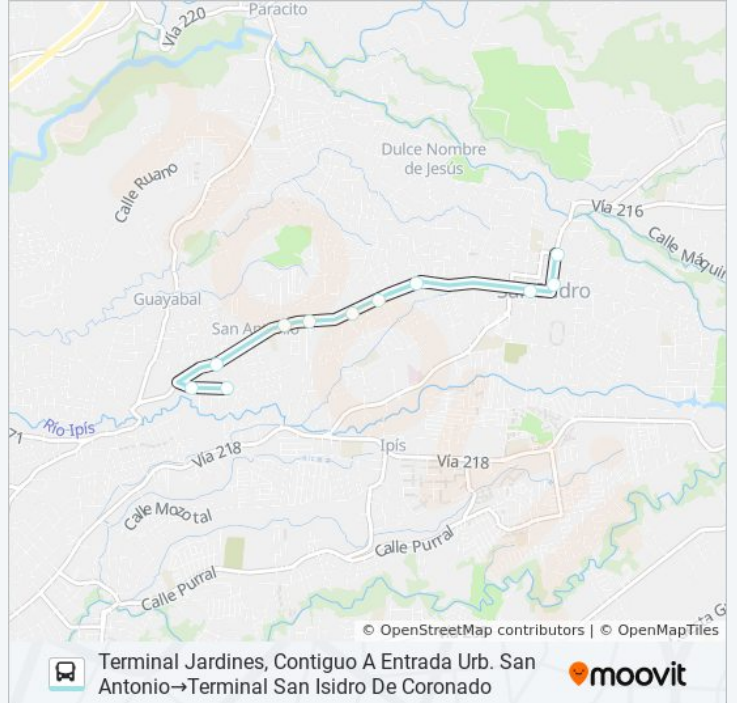 Paracito
Vía 220
Dulce Nombre
de Jesús
Calle Ruano
Vía 216
Calle Máquin
Guayabal
San Isidro
San Antonio
Río Ipís
71
Ipís
Vía 218
Vía 218
Calle Mozotal
Calle Purral
Calle Purral
© OpenStreetMap contributors | © OpenMapTiles
Terminal Jardines, Contiguo A Entrada Urb. San
Antonio→Terminal San Isidro De Coronado
moovit